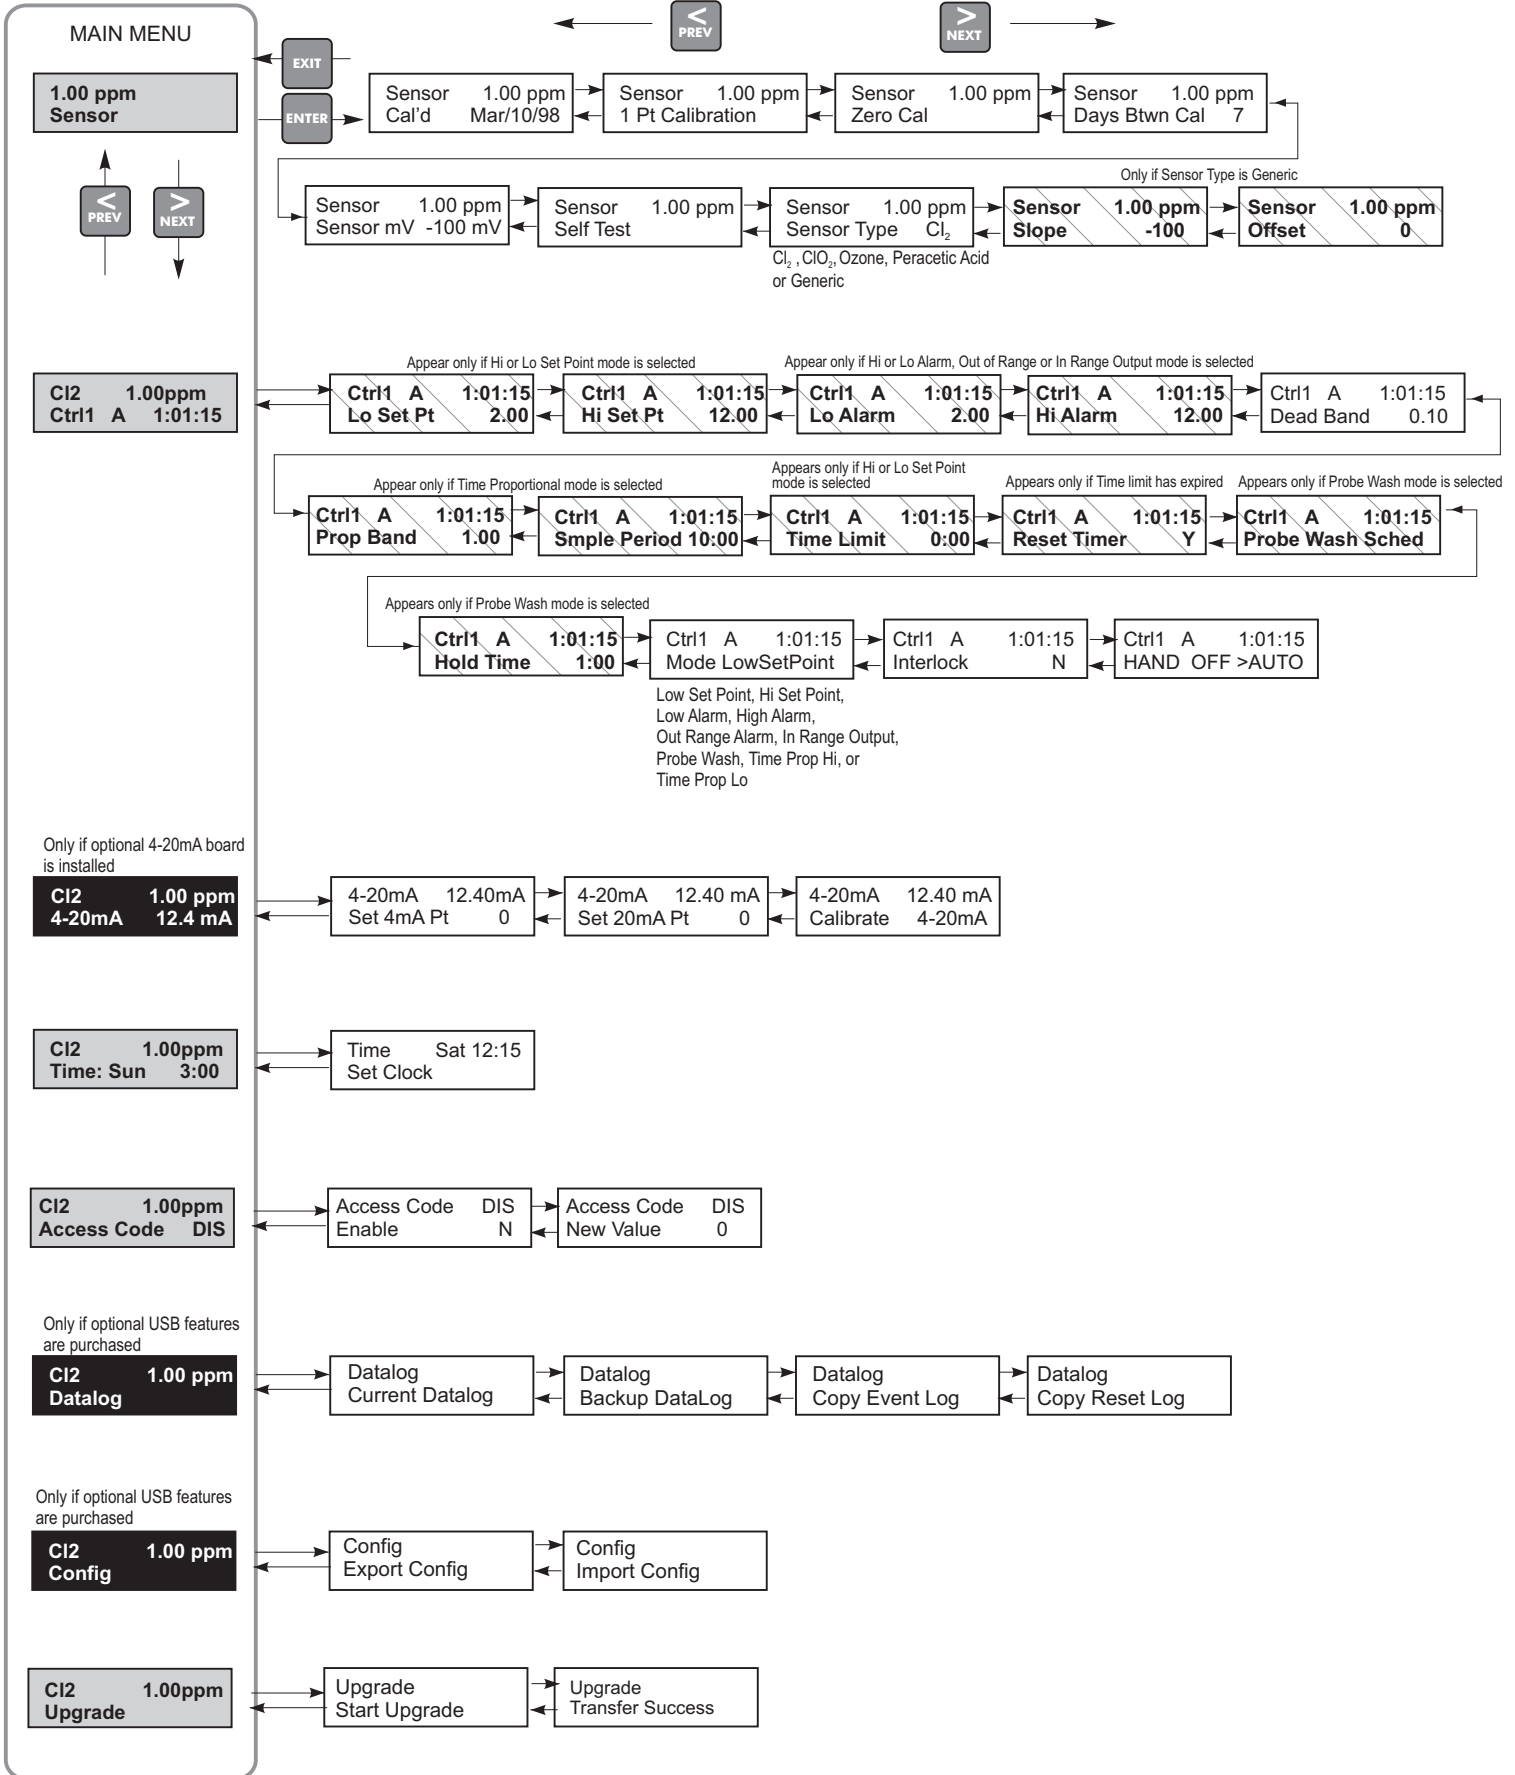 MAIN MENU
<
PREV
>
NEXT
EXIT
ENTER
1.00 ppm
Sensor
Sensor 1.00 ppm
Cal'd Mar/10/98
Sensor 1.00 ppm
1 Pt Calibration
Sensor 1.00 ppm
Zero Cal
Sensor 1.00 ppm
Days Btwn Cal 7
<
PREV
>
NEXT
Only if Sensor Type is Generic
Sensor 1.00 ppm
Sensor mV -100 mV
Sensor 1.00 ppm
Self Test
Sensor 1.00 ppm
Sensor Type Cl2
Sensor 1.00 ppm
Slope -100
Sensor 1.00 ppm
Offset 0
Cl2 , ClO2, Ozone, Peracetic Acid
or Generic
Appear only if Hi or Lo Set Point mode is selected
Appear only if Hi or Lo Alarm, Out of Range or In Range Output mode is selected
Cl2 1.00ppm
Ctrl1 A 1:01:15
Ctrl1 A 1:01:15
Lo Set Pt 2.00
Ctrl1 A 1:01:15
Hi Set Pt 12.00
Ctrl1 A 1:01:15
Lo Alarm 2.00
Ctrl1 A 1:01:15
Hi Alarm 12.00
Ctrl1 A 1:01:15
Dead Band 0.10
Appear only if Time Proportional mode is selected
Appears only if Hi or Lo Set Point
mode is selected
Appears only if Time limit has expired
Appears only if Probe Wash mode is selected
Ctrl1 A 1:01:15
Prop Band 1.00
Ctrl1 A 1:01:15
Smple Period 10:00
Ctrl1 A 1:01:15
Time Limit 0:00
Ctrl1 A 1:01:15
Reset Timer Y
Ctrl1 A 1:01:15
Probe Wash Sched
Appears only if Probe Wash mode is selected
Ctrl1 A 1:01:15
Hold Time 1:00
Ctrl1 A 1:01:15
Mode LowSetPoint
Ctrl1 A 1:01:15
Interlock N
Ctrl1 A 1:01:15
HAND OFF >AUTO
Low Set Point, Hi Set Point,
Low Alarm, High Alarm,
Out Range Alarm, In Range Output,
Probe Wash, Time Prop Hi, or
Time Prop Lo
Only if optional 4-20mA board
is installed
Cl2 1.00 ppm
4-20mA 12.4 mA
4-20mA 12.40mA
Set 4mA Pt 0
4-20mA 12.40 mA
Set 20mA Pt 0
4-20mA 12.40 mA
Calibrate 4-20mA
Cl2 1.00ppm
Time: Sun 3:00
Time Sat 12:15
Set Clock
Cl2 1.00ppm
Access Code DIS
Access Code DIS
Enable N
Access Code DIS
New Value 0
Only if optional USB features
are purchased
Cl2 1.00 ppm
Datalog
Datalog
Current Datalog
Datalog
Backup DataLog
Datalog
Copy Event Log
Datalog
Copy Reset Log
Only if optional USB features
are purchased
Cl2 1.00 ppm
Config
Config
Export Config
Config
Import Config
Cl2 1.00ppm
Upgrade
Upgrade
Start Upgrade
Upgrade
Transfer Success